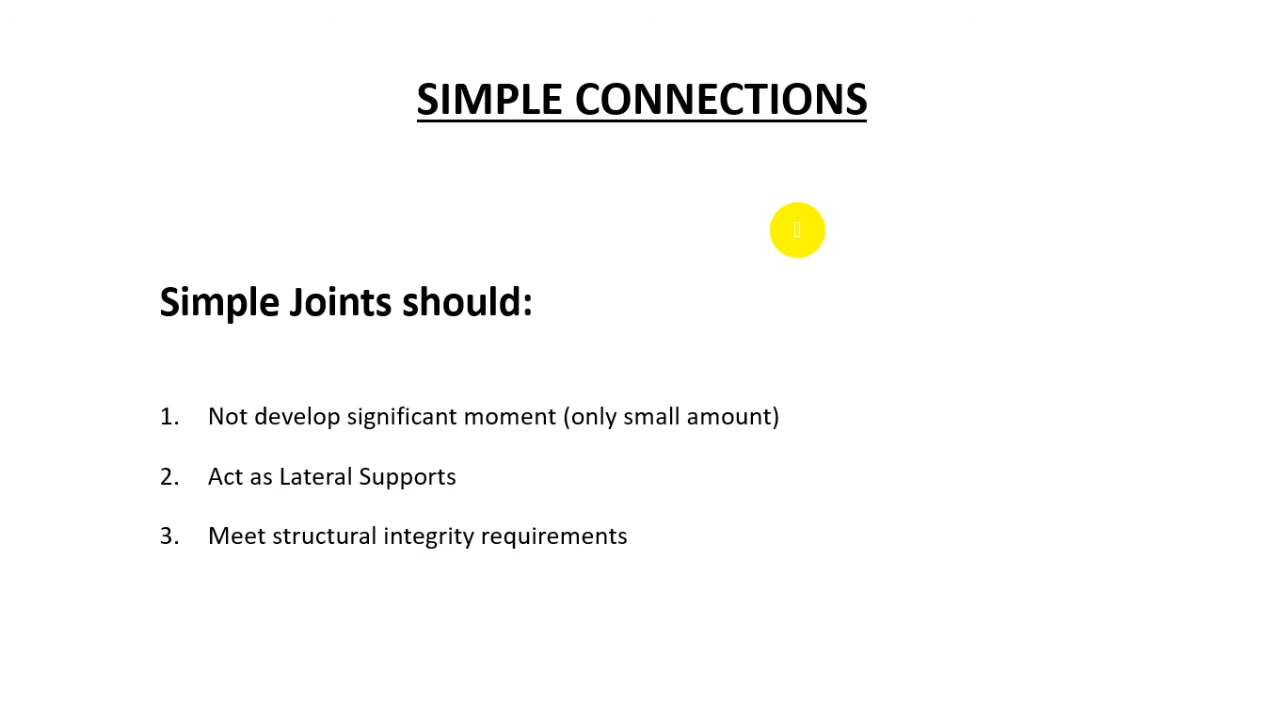 SIMPLE CONNECTIONS
Simple Joints should:
1. Not develop significant moment (only small amount)
2. Act as Lateral Supports
3. Meet structural integrity requirements